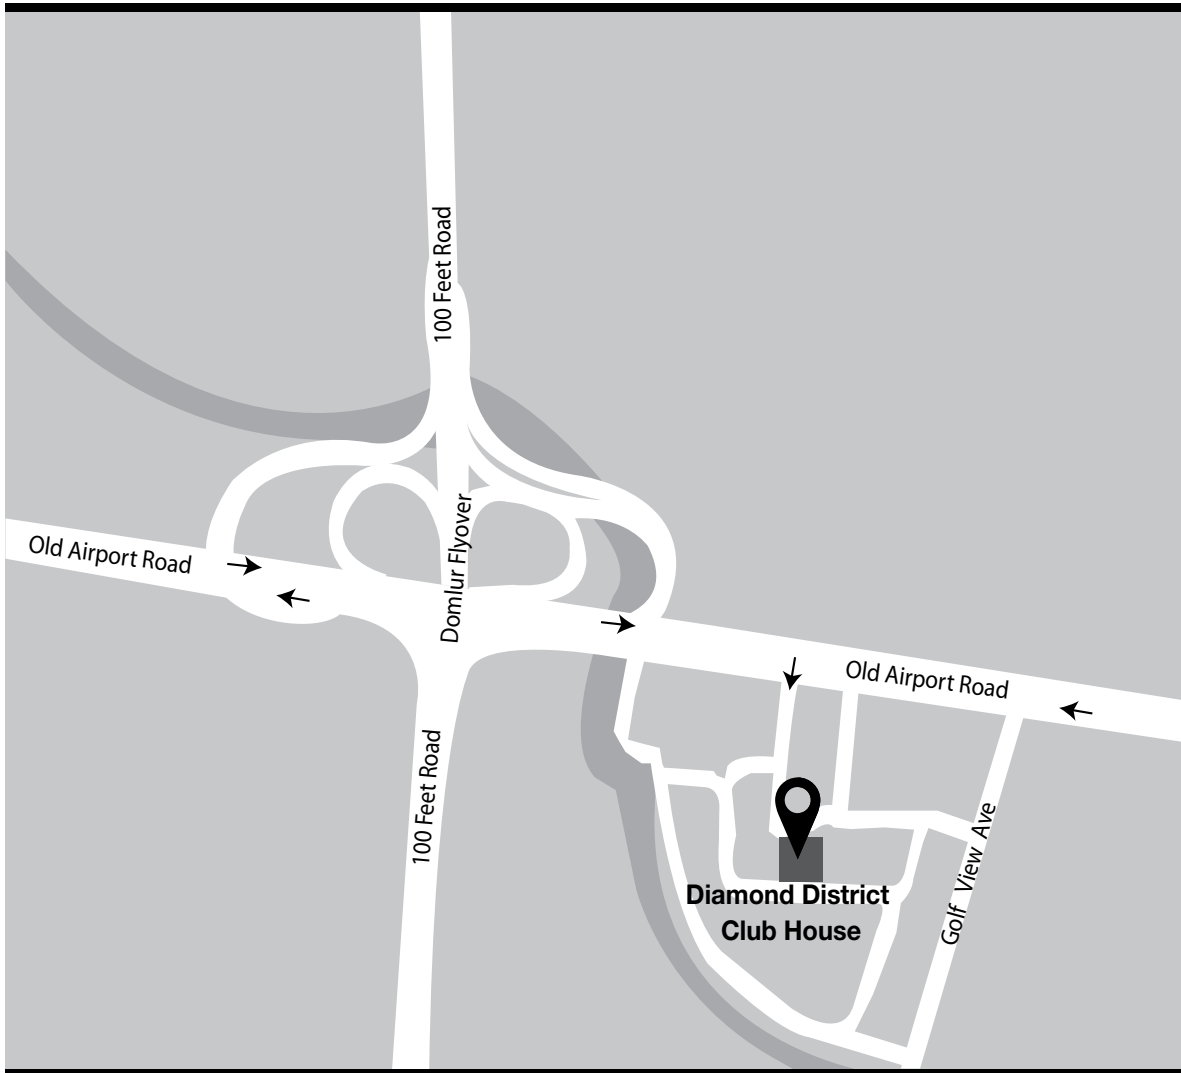 100 Feet Road
Old Airport Road
Domlur Flyover
Old Airport Road
100 Feet Road
Golf View Ave
Diamond District
Club House